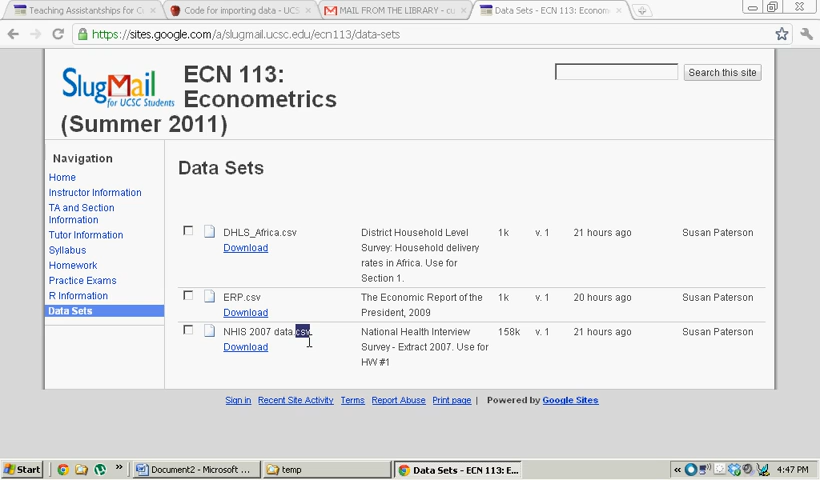 Teaching Assistantships for C
Code for importing data - UCS
MAIL FROM THE LIBRARY - cu
Data Sets - ECN 113: Econom
https://sites.google.com/a/slugmail.ucsc.edu/ecn113/data-sets
SlugMail
for UCSC Students
ECN 113:
Econometrics
(Summer 2011)
Search this site
Navigation
Home
Instructor Information
TA and Section
Information
Tutor Information
Syllabus
Homework
Practice Exams
R Information
Data Sets
Data Sets
DHLS_Africa.csv District Household Level 1k v. 1 21 hours ago Susan Paterson
Download Survey: Household delivery
rates in Africa. Use for
Section 1.
ERP.csv The Economic Report of the 1k v. 1 20 hours ago Susan Paterson
Download President, 2009
NHIS 2007 data.csv National Health Interview 158k v. 1 21 hours ago Susan Paterson
Download Survey - Extract 2007. Use for
HW #1
Sign in Recent Site Activity Terms Report Abuse Print page | Powered by Google Sites
Start » Document2 - Microsoft ... temp Data Sets - ECN 113: E... « 4:47 PM